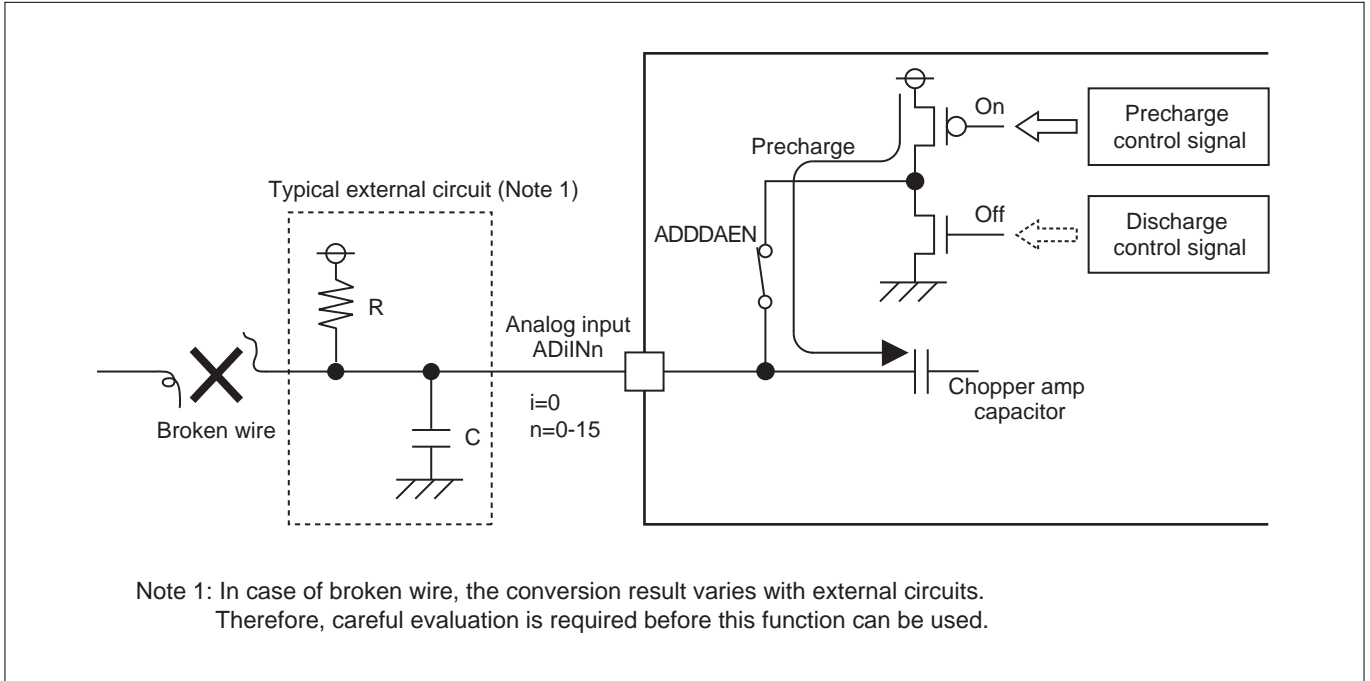 On
Precharge
control signal
Precharge
Typical external circuit (Note 1)
Off
Discharge
control signal
ADDDAEN
R
Analog input
ADiINn
Chopper amp
capacitor
i=0
n=0-15
Broken wire
C
Note 1: In case of broken wire, the conversion result varies with external circuits.
Therefore, careful evaluation is required before this function can be used.